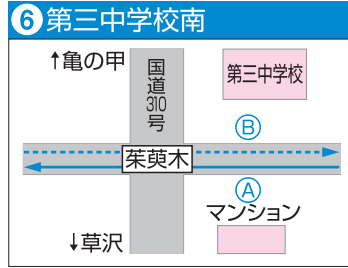 ⑥第三中学校南
↑亀の甲
国道310号
第三中学校
Ⓑ
茱萸木
Ⓐ
マンション
↓草沢